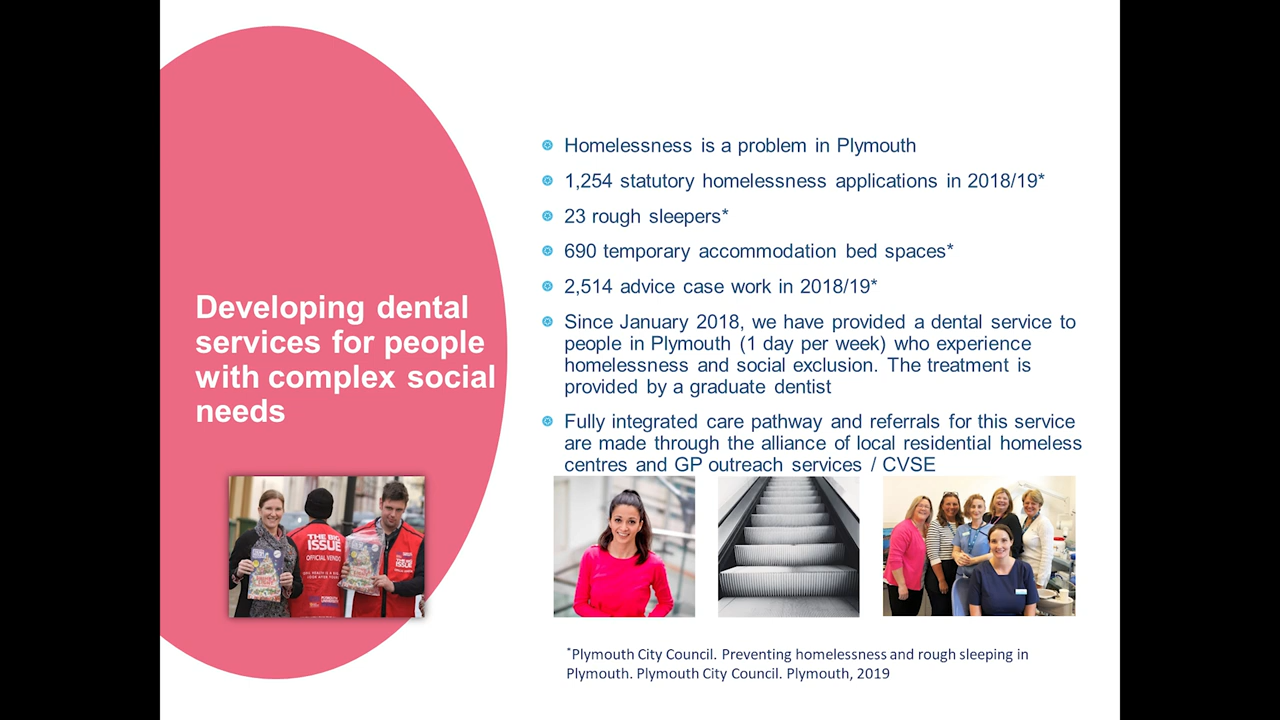 Developing dental
services for people
with complex social
needs
Homelessness is a problem in Plymouth
1,254 statutory homelessness applications in 2018/19*
23 rough sleepers*
690 temporary accommodation bed spaces*
2,514 advice case work in 2018/19*
Since January 2018, we have provided a dental service to
people in Plymouth (1 day per week) who experience
homelessness and social exclusion. The treatment is
provided by a graduate dentist
Fully integrated care pathway and referrals for this service
are made through the alliance of local residential homeless
centres and GP outreach services / CVSE
THE BIG
ISSUE
OFFICIAL VENDO
*Plymouth City Council. Preventing homelessness and rough sleeping in
Plymouth. Plymouth City Council. Plymouth, 2019